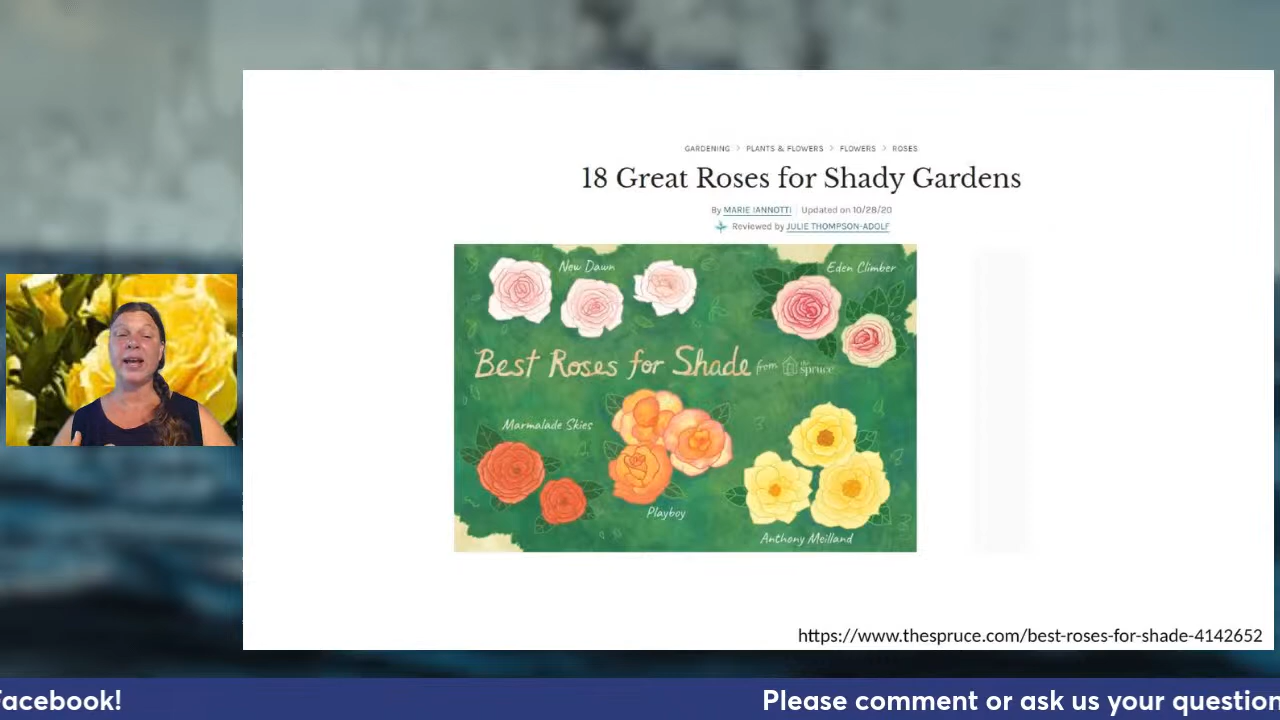 GARDENING > PLANTS & FLOWERS > FLOWERS > ROSES
18 Great Roses for Shady Gardens
By MARIE IANNOTTI Updated on 10/28/20
Reviewed by JULIE THOMPSON-ADOLF
New Dawn
Eden Climber
Best Roses for Shade from the spruce
Marmalade Skies
Playboy
Anthony Meilland
https://www.thespruce.com/best-roses-for-shade-4142652
Facebook!
Please comment or ask us your question